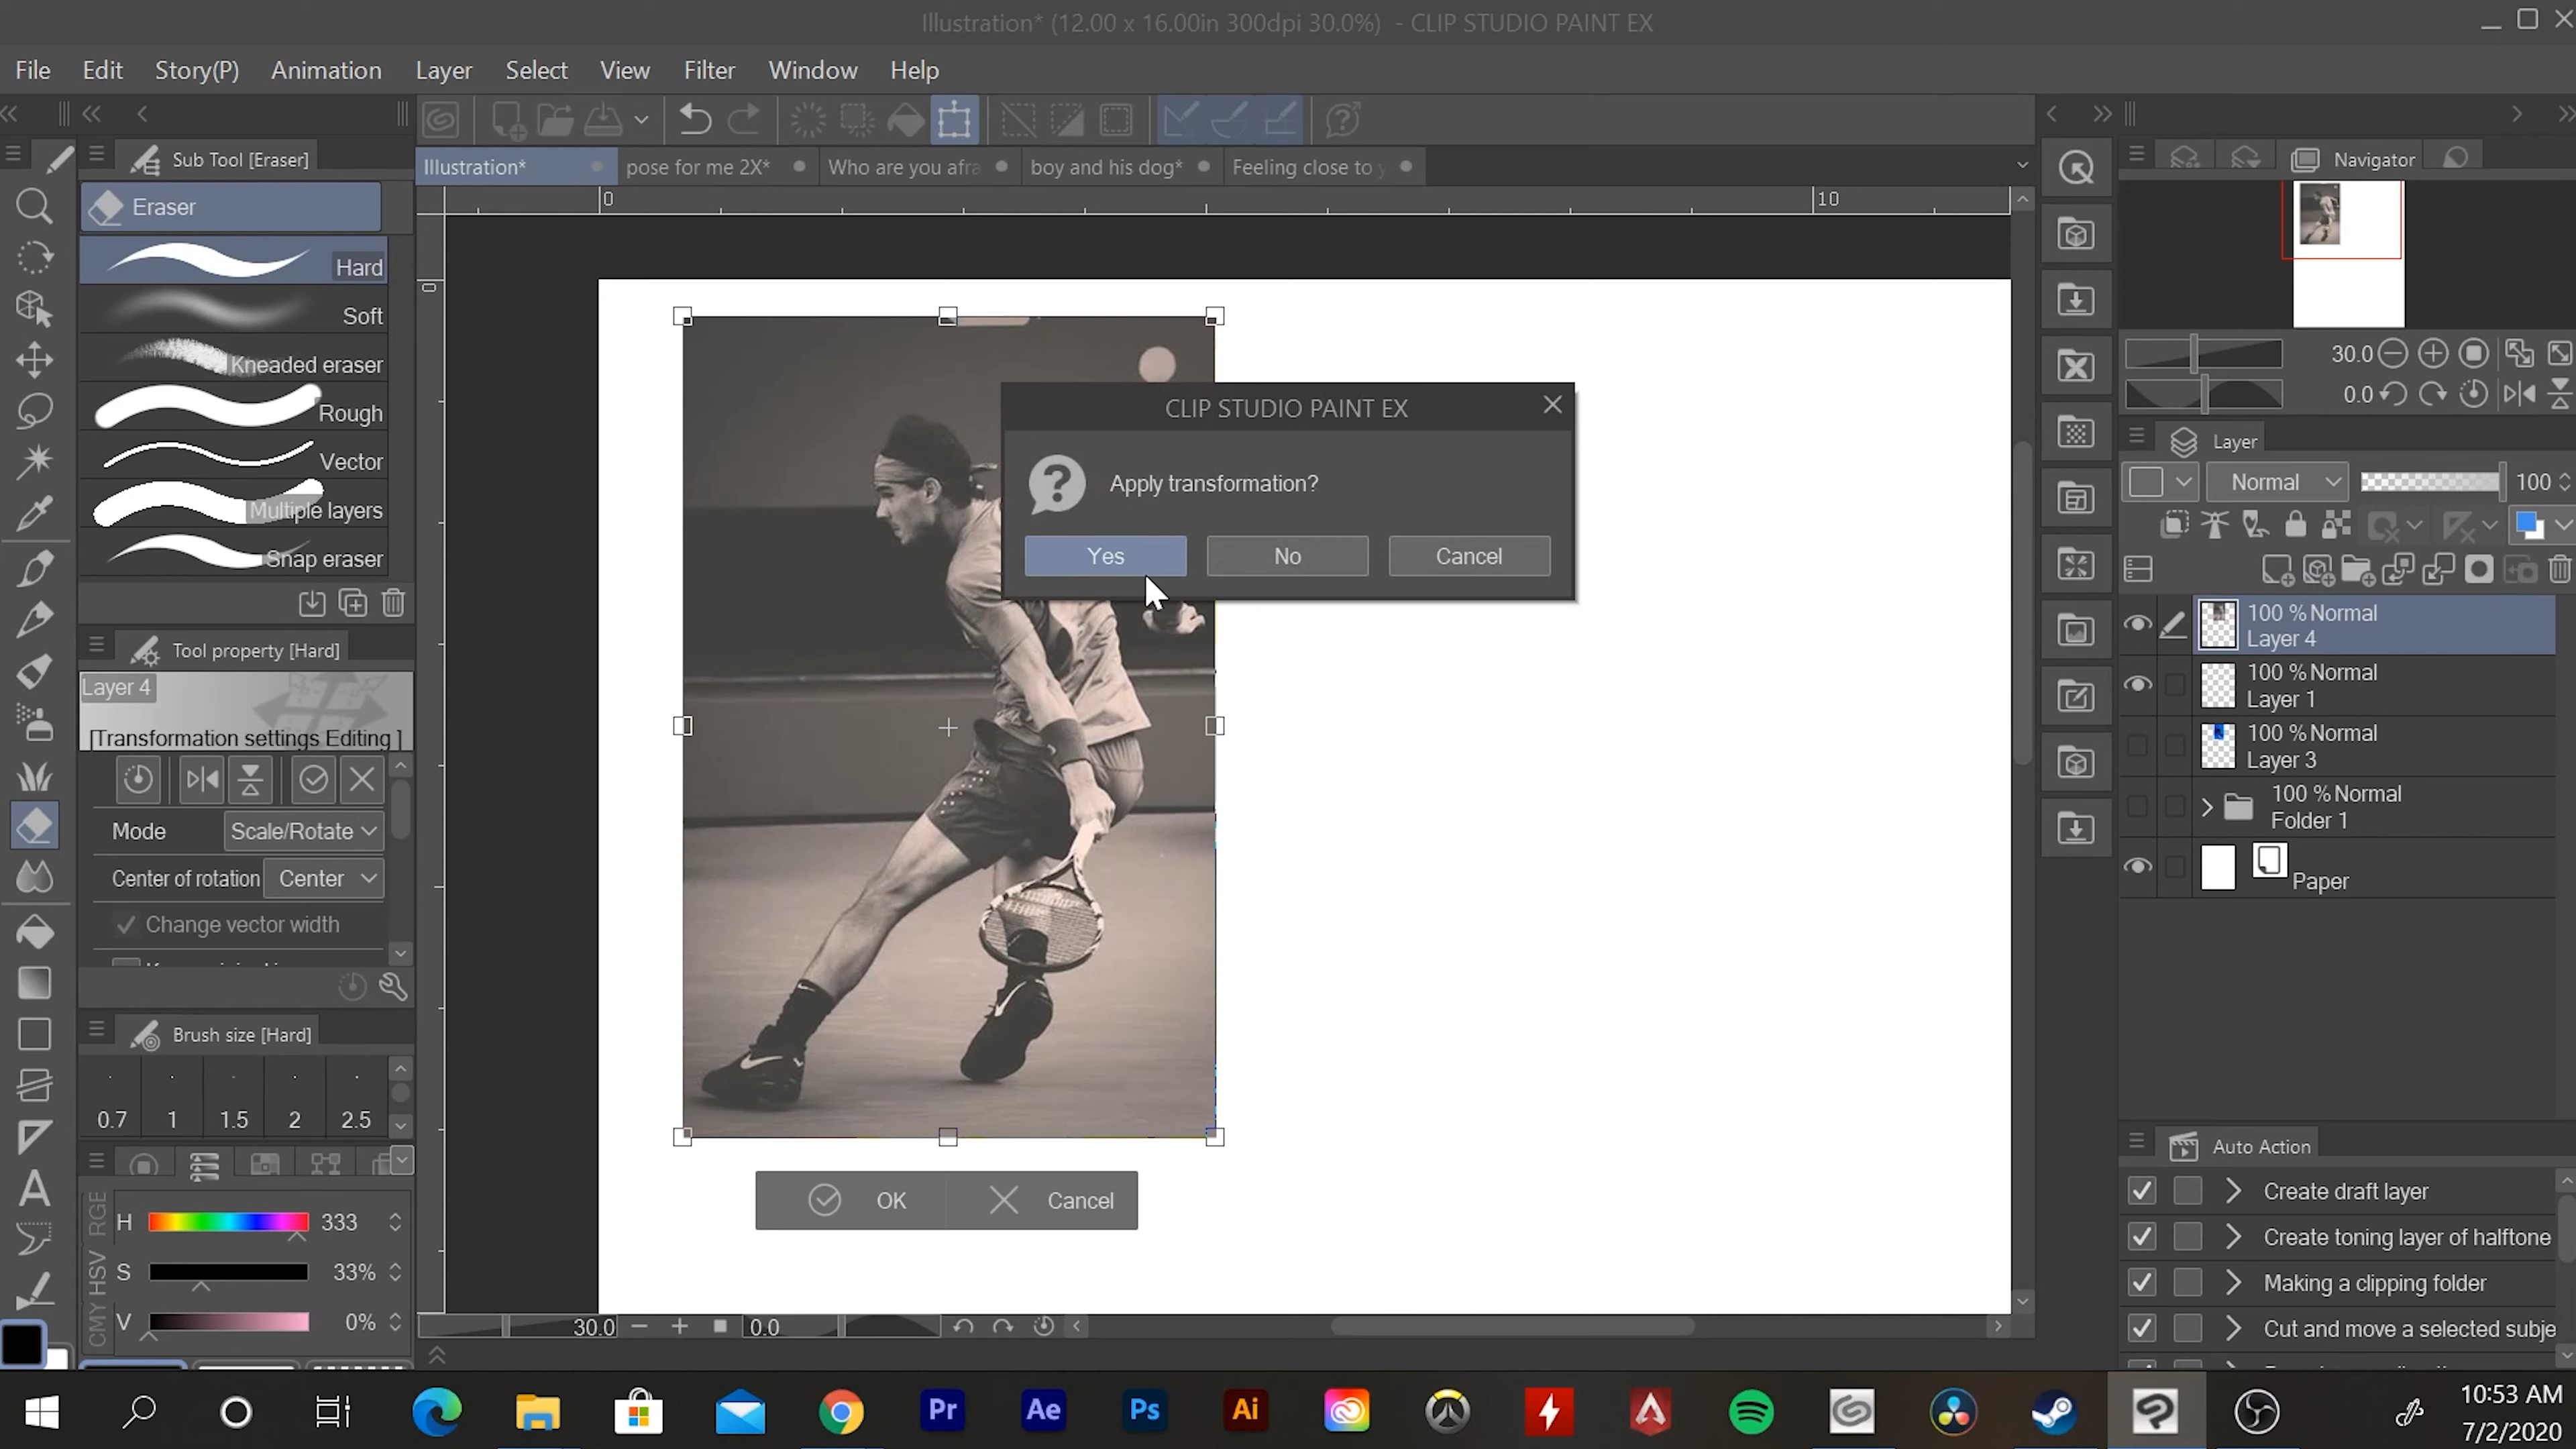 Illustration* (12.00 x 16.00in 300dpi 30.0%) - CLIP STUDIO PAINT EX
File Edit Story(P) Animation Layer Select View Filter Window Help
Sub Tool [Eraser]
Eraser
Hard
Soft
Kneaded eraser
Rough
Vector
Multiple layers
Snap eraser
Tool property [Hard]
Layer 4
[Transformation settings Editing ]
Mode Scale/Rotate
Center of rotation Center
Change vector width
Brush size [Hard]
0.7 1 1.5 2 2.5
RGE
HSV
CMY
H 333
S 33%
V 0%
Illustration* pose for me 2X* Who are you afra boy and his dog* Feeling close to y
0 10
0
CLIP STUDIO PAINT EX
Apply transformation?
Yes No Cancel
OK Cancel
30.0 0.0
Navigator
30.0
0.0
Layer
Normal 100
100 % Normal
Layer 4
100 % Normal
Layer 1
100 % Normal
Layer 3
100 % Normal
Folder 1
Paper
Auto Action
Create draft layer
Create toning layer of halftone
Making a clipping folder
Cut and move a selected subje
Pr Ae Ps Ai
10:53 AM
7/2/2020